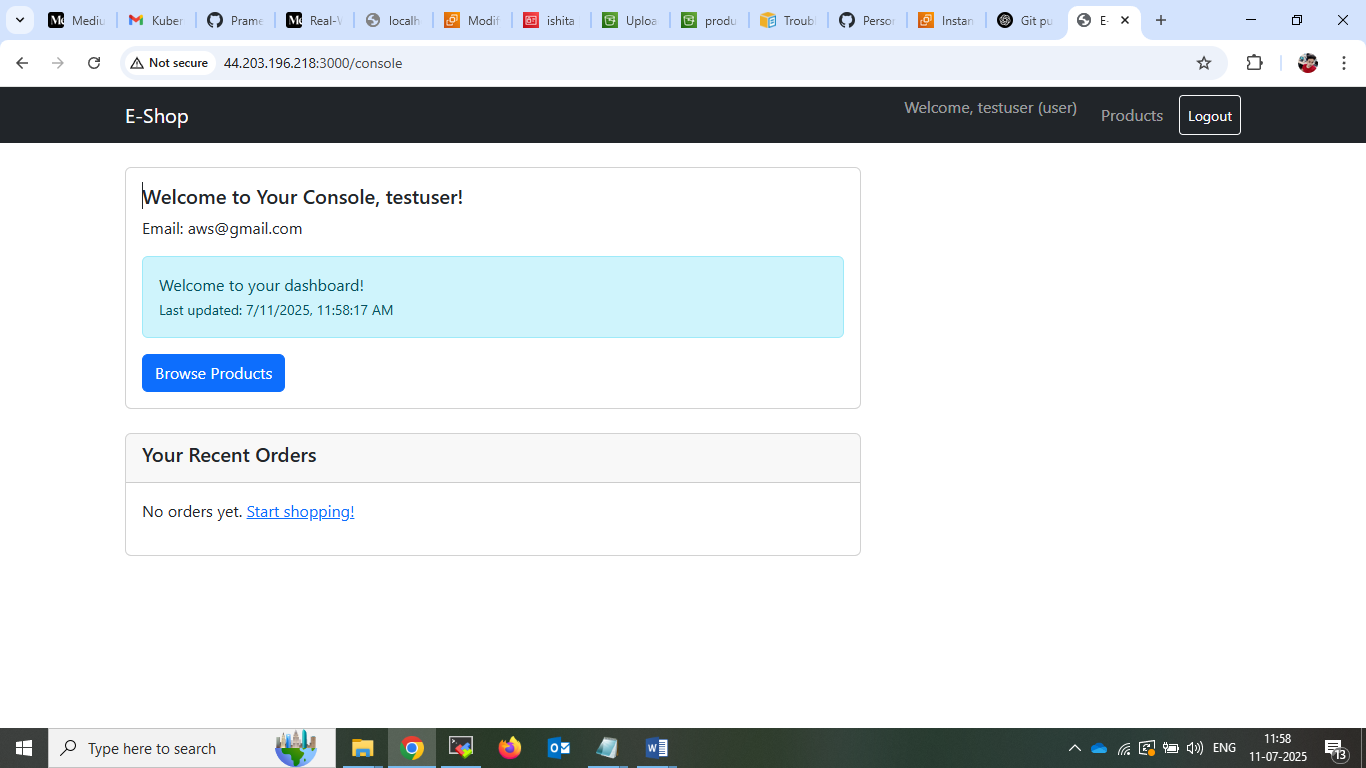 Mediu
Kuber
Prame
Real-W
localh
Modif
ishita
Uploa
produ
Troubl
Person
Instan
Git pu
E-
Not secure
44.203.196.218:3000/console
E-Shop
Welcome, testuser (user)
Products
Logout
Welcome to Your Console, testuser!
Email: aws@gmail.com
Welcome to your dashboard!
Last updated: 7/11/2025, 11:58:17 AM
Browse Products
Your Recent Orders
No orders yet. Start shopping!
Type here to search
ENG
11:58
11-07-2025
13